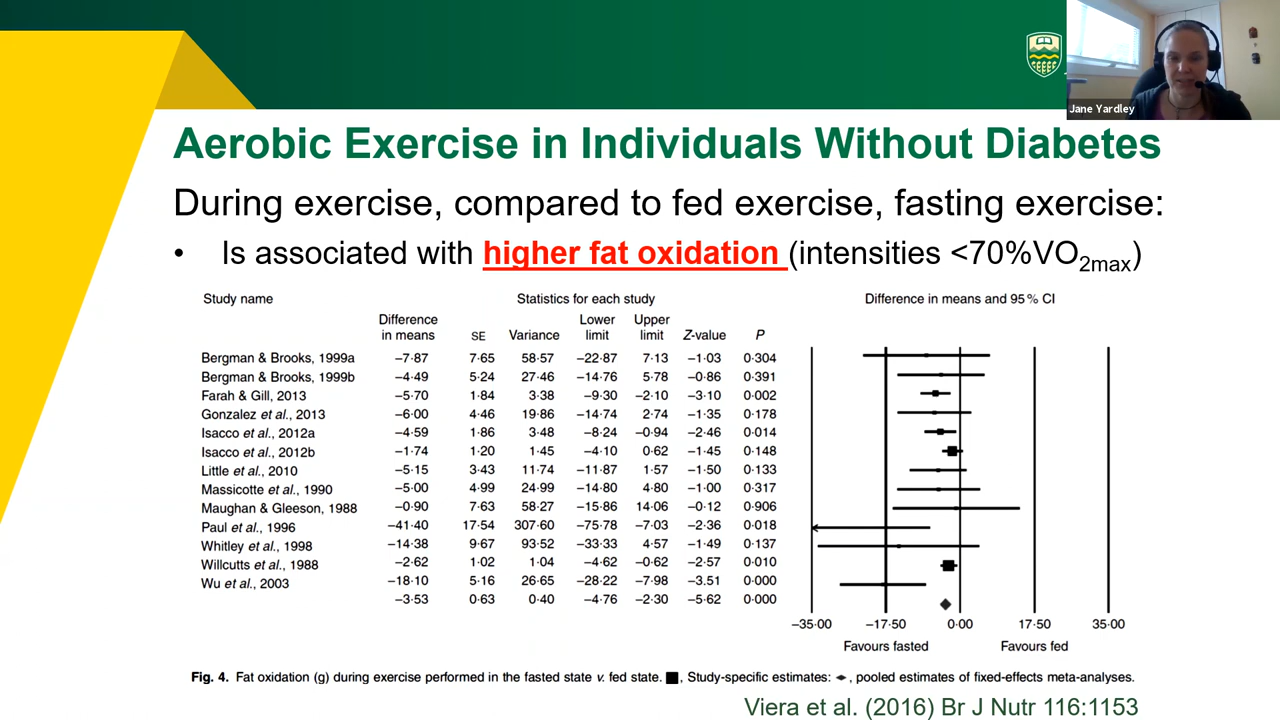 Jane Yardley
Aerobic Exercise in Individuals Without Diabetes
During exercise, compared to fed exercise, fasting exercise:
• Is associated with higher fat oxidation (intensities <70%VO2max)
Study name Statistics for each study Difference in means and 95 % CI
Difference in means SE Variance Lower limit Upper limit Z-value P
Bergman & Brooks, 1999a −7·87 7·65 58·57 −22·87 7·13 −1·03 0·304
Bergman & Brooks, 1999b −4·49 5·24 27·46 −14·76 5·78 −0·86 0·391
Farah & Gill, 2013 −5·70 1·84 3·38 −9·30 −2·10 −3·10 0·002
Gonzalez et al., 2013 −6·00 4·46 19·86 −14·74 2·74 −1·35 0·178
Isacco et al., 2012a −4·59 1·86 3·48 −8·24 −0·94 −2·46 0·014
Isacco et al., 2012b −1·74 1·20 1·45 −4·10 0·62 −1·45 0·148
Little et al., 2010 −5·15 3·43 11·74 −11·87 1·57 −1·50 0·133
Massicotte et al., 1990 −5·00 4·99 24·99 −14·80 4·80 −1·00 0·317
Maughan & Gleeson, 1988 −0·90 7·63 58·27 −15·86 14·06 −0·12 0·906
Paul et al., 1996 −41·40 17·54 307·60 −75·78 −7·03 −2·36 0·018
Whitley et al., 1998 −14·38 9·67 93·52 −33·33 4·57 −1·49 0·137
Willcutts et al., 1988 −2·62 1·02 1·04 −4·62 −0·62 −2·57 0·010
Wu et al., 2003 −18·10 5·16 26·65 −28·22 −7·98 −3·51 0·000
−3·53 0·63 0·40 −4·76 −2·30 −5·62 0·000
−35·00 −17·50 0·00 17·50 35·00
Favours fasted Favours fed
Fig. 4. Fat oxidation (g) during exercise performed in the fasted state v. fed state. ■, Study-specific estimates: ◆, pooled estimates of fixed-effects meta-analyses.
Viera et al. (2016) Br J Nutr 116:1153